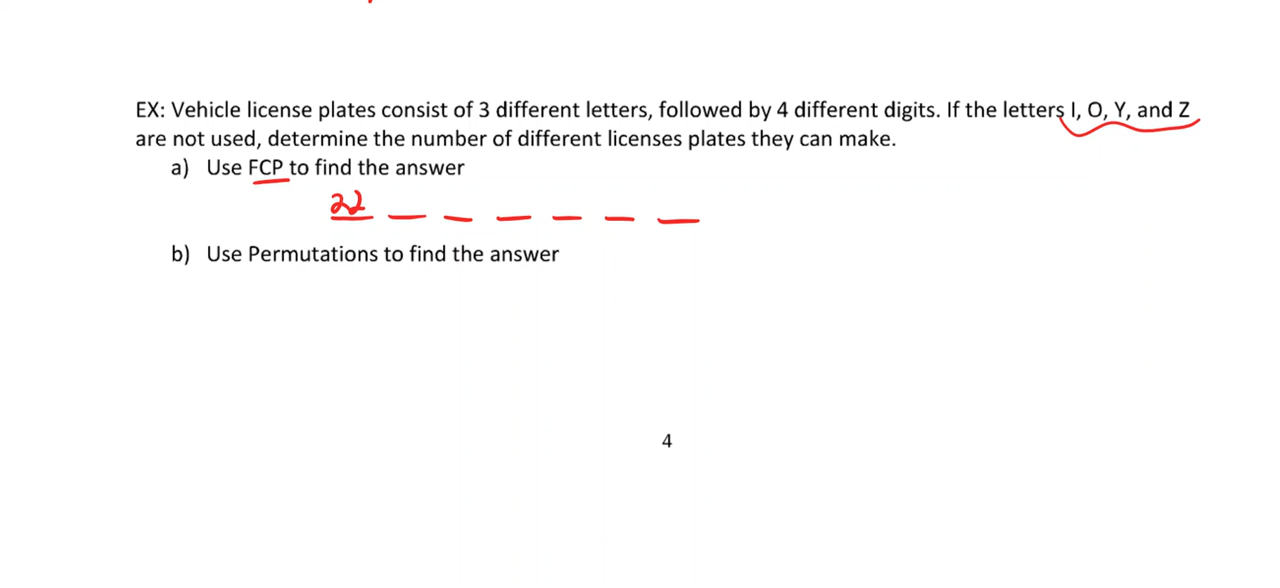 EX: Vehicle license plates consist of 3 different letters, followed by 4 different digits. If the letters I, O, Y, and Z
are not used, determine the number of different licenses plates they can make.
a) Use FCP to find the answer
22
b) Use Permutations to find the answer
4